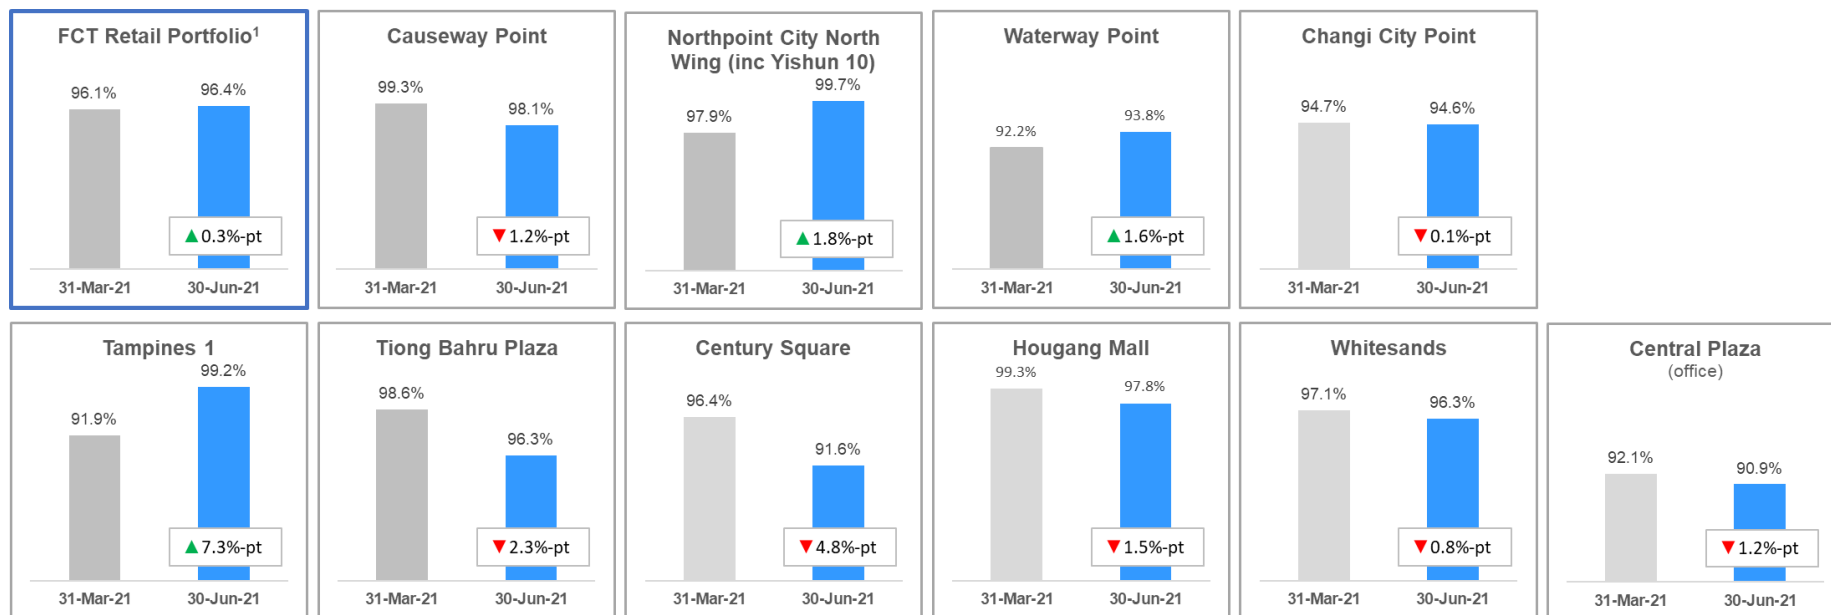 FCT Retail Portfolio¹
96.1%
96.4%
▲0.3%-pt
31-Mar-21 30-Jun-21
Causeway Point
99.3%
98.1%
▼1.2%-pt
31-Mar-21 30-Jun-21
Northpoint City North
Wing (inc Yishun 10)
97.9%
99.7%
▲1.8%-pt
31-Mar-21 30-Jun-21
Waterway Point
92.2%
93.8%
▲1.6%-pt
31-Mar-21 30-Jun-21
Changi City Point
94.7%
94.6%
▼0.1%-pt
31-Mar-21 30-Jun-21
Tampines 1
91.9%
99.2%
▲7.3%-pt
31-Mar-21 30-Jun-21
Tiong Bahru Plaza
98.6%
96.3%
▼2.3%-pt
31-Mar-21 30-Jun-21
Century Square
96.4%
91.6%
▼4.8%-pt
31-Mar-21 30-Jun-21
Hougang Mall
99.3%
97.8%
▼1.5%-pt
31-Mar-21 30-Jun-21
Whitesands
97.1%
96.3%
▼0.8%-pt
31-Mar-21 30-Jun-21
Central Plaza
(office)
92.1%
90.9%
▼1.2%-pt
31-Mar-21 30-Jun-21